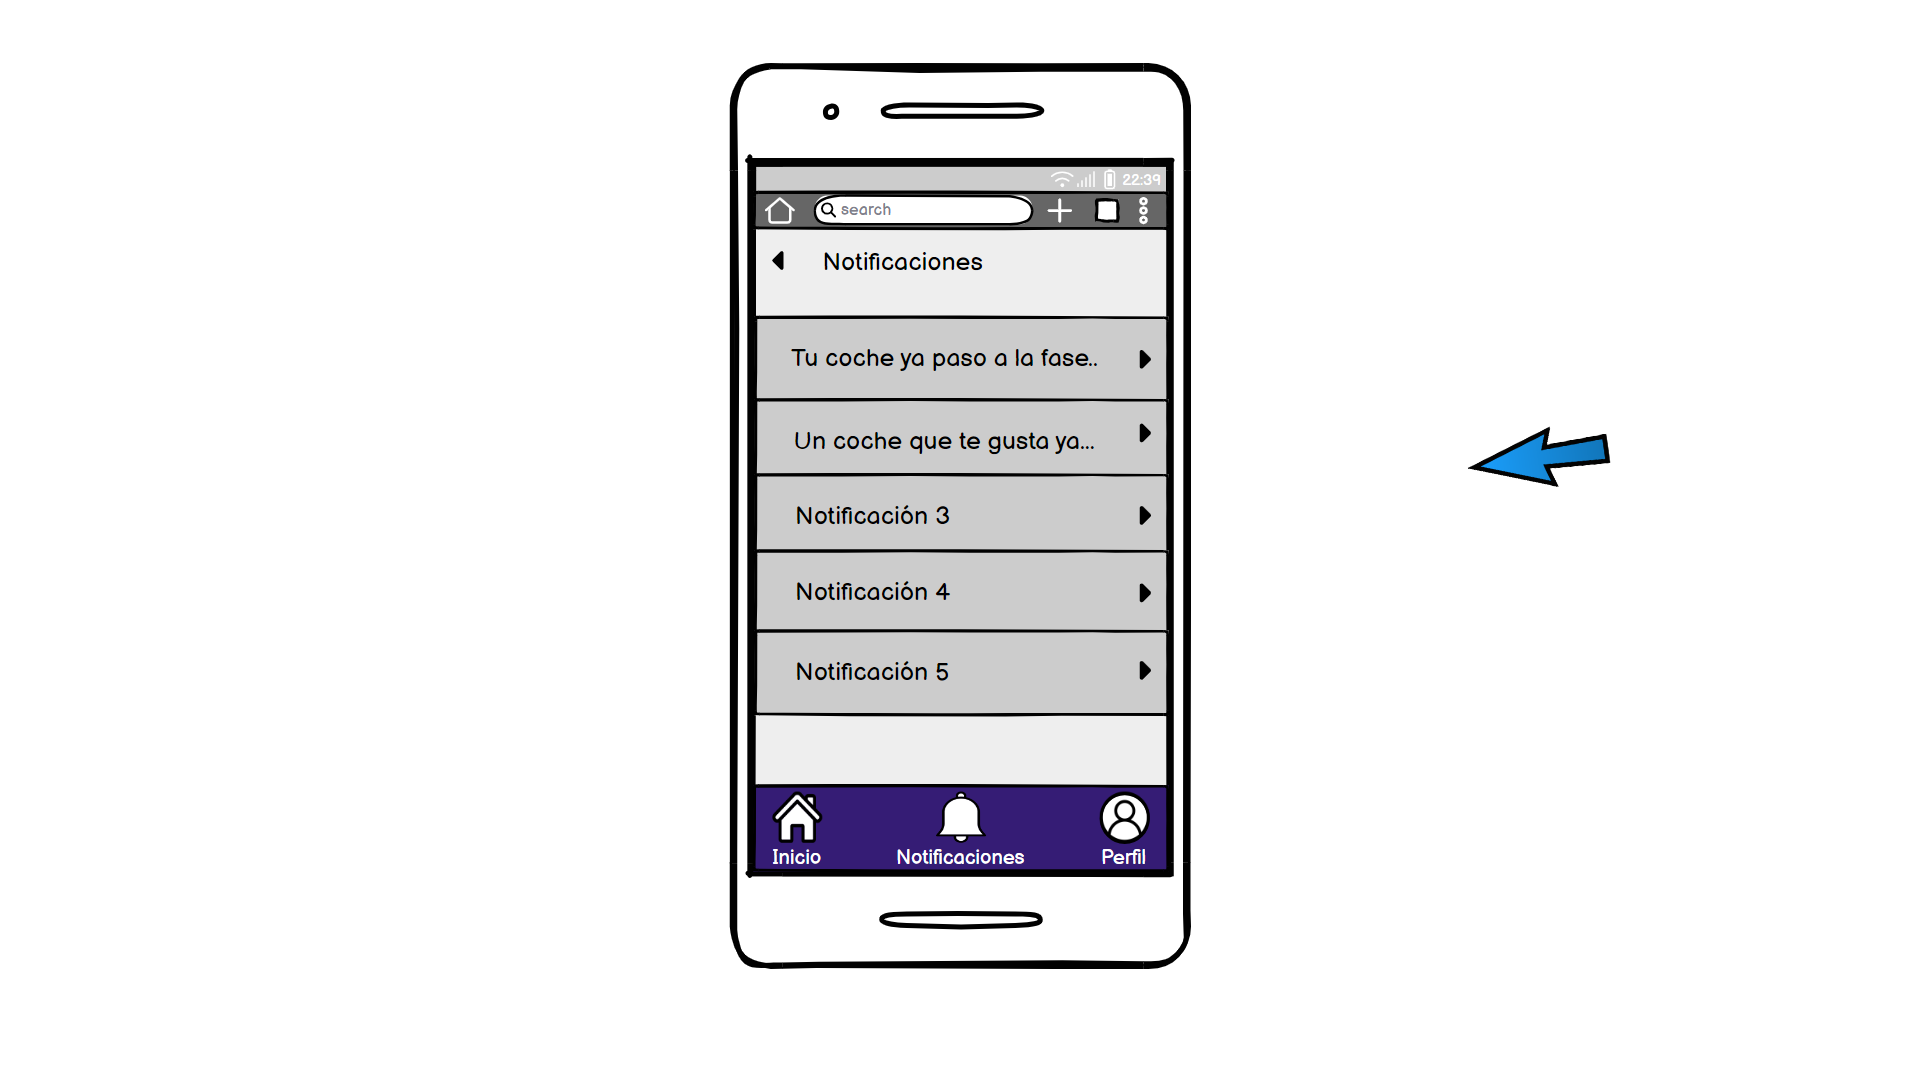 22:39
search
Notificaciones
Tu coche ya paso a la fase..
Un coche que te gusta ya...
Notificación 3
Notificación 4
Notificación 5
Inicio
Notificaciones
Perfil